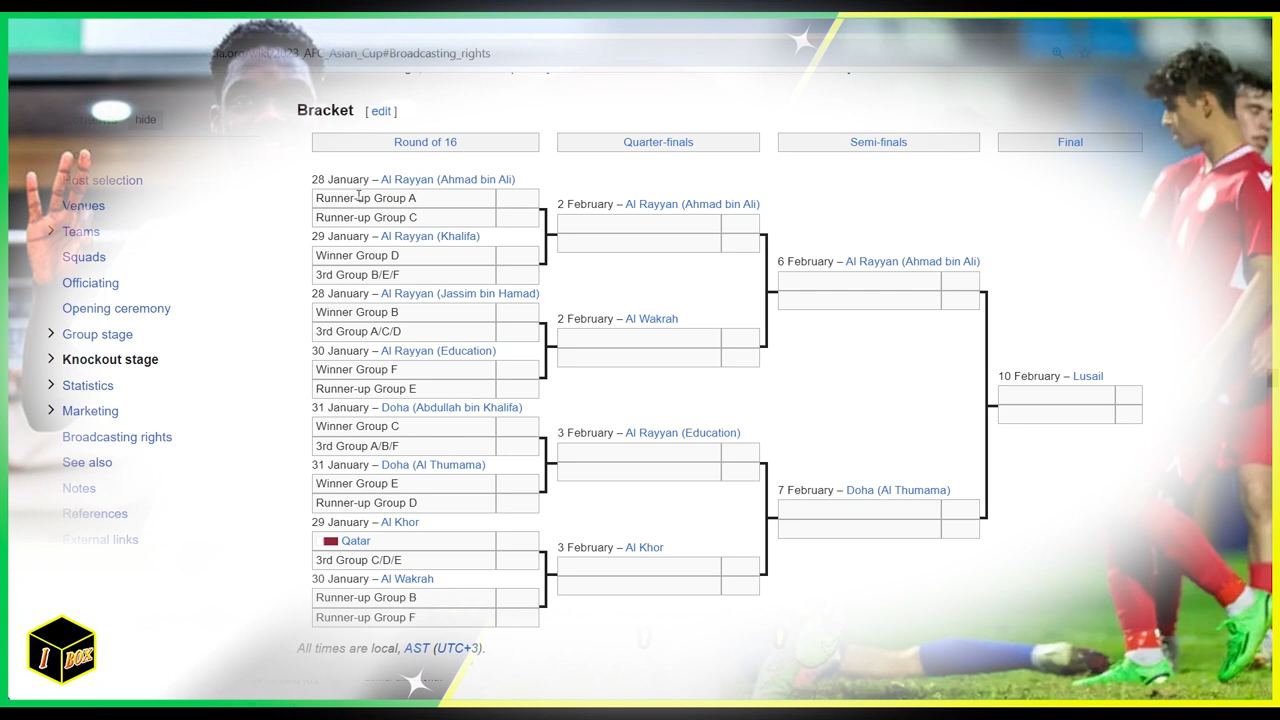 AFC_Asian_Cup#Broadcasting_rights
Bracket [ edit ]
hide
Host selection
Venues
Teams
Squads
Officiating
Opening ceremony
Group stage
Knockout stage
Statistics
Marketing
Broadcasting rights
See also
Notes
References
External links
Round of 16
Quarter-finals
Semi-finals
Final
28 January – Al Rayyan (Ahmad bin Ali)
Runner-up Group A
Runner-up Group C
29 January – Al Rayyan (Khalifa)
Winner Group D
3rd Group B/E/F
28 January – Al Rayyan (Jassim bin Hamad)
Winner Group B
3rd Group A/C/D
30 January – Al Rayyan (Education)
Winner Group F
Runner-up Group E
31 January – Doha (Abdullah bin Khalifa)
Winner Group C
3rd Group A/B/F
31 January – Doha (Al Thumama)
Winner Group E
Runner-up Group D
29 January – Al Khor
Qatar
3rd Group C/D/E
30 January – Al Wakrah
Runner-up Group B
Runner-up Group F
2 February – Al Rayyan (Ahmad bin Ali)
2 February – Al Wakrah
3 February – Al Rayyan (Education)
3 February – Al Khor
6 February – Al Rayyan (Ahmad bin Ali)
7 February – Doha (Al Thumama)
10 February – Lusail
All times are local, AST (UTC+3).
I BOX